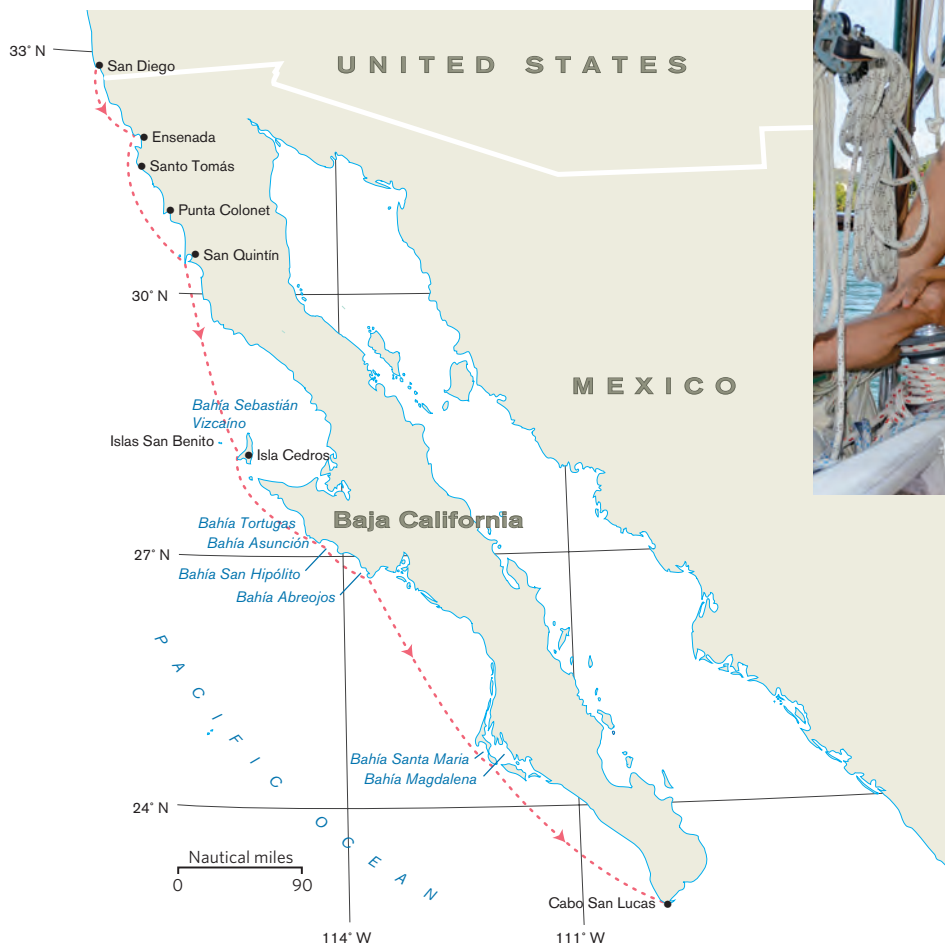 33° N
San Diego
UNITED STATES
Ensenada
Santo Tomás
Punta Colonet
San Quintín
30° N
MEXICO
Bahía Sebastián
Vizcaíno
Islas San Benito
Isla Cedros
Baja California
Bahía Tortugas
Bahía Asunción
27° N
Bahía San Hipólito
Bahía Abreojos
PACIFIC OCEAN
Bahía Santa Maria
Bahía Magdalena
24° N
Nautical miles
0 90
Cabo San Lucas
114° W
111° W